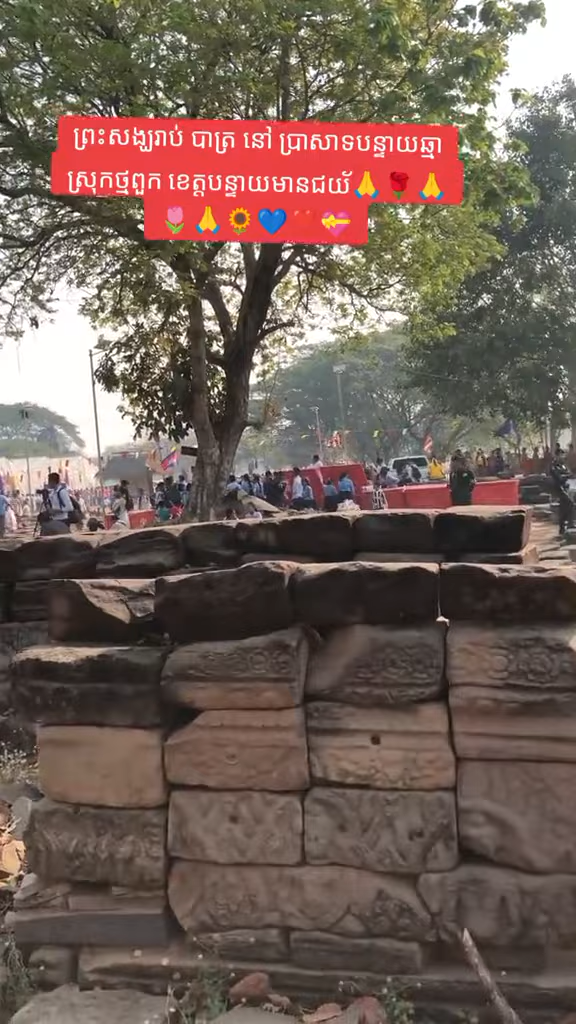 ព្រះសង្ឃរាប់ បាត្រ នៅ ប្រាសាទបន្ទាយឆ្មា
ស្រុកថ្មពួក ខេត្តបន្ទាយមានជយ័🙏🌹🙏
🌷🙏🌻💙❤️💝